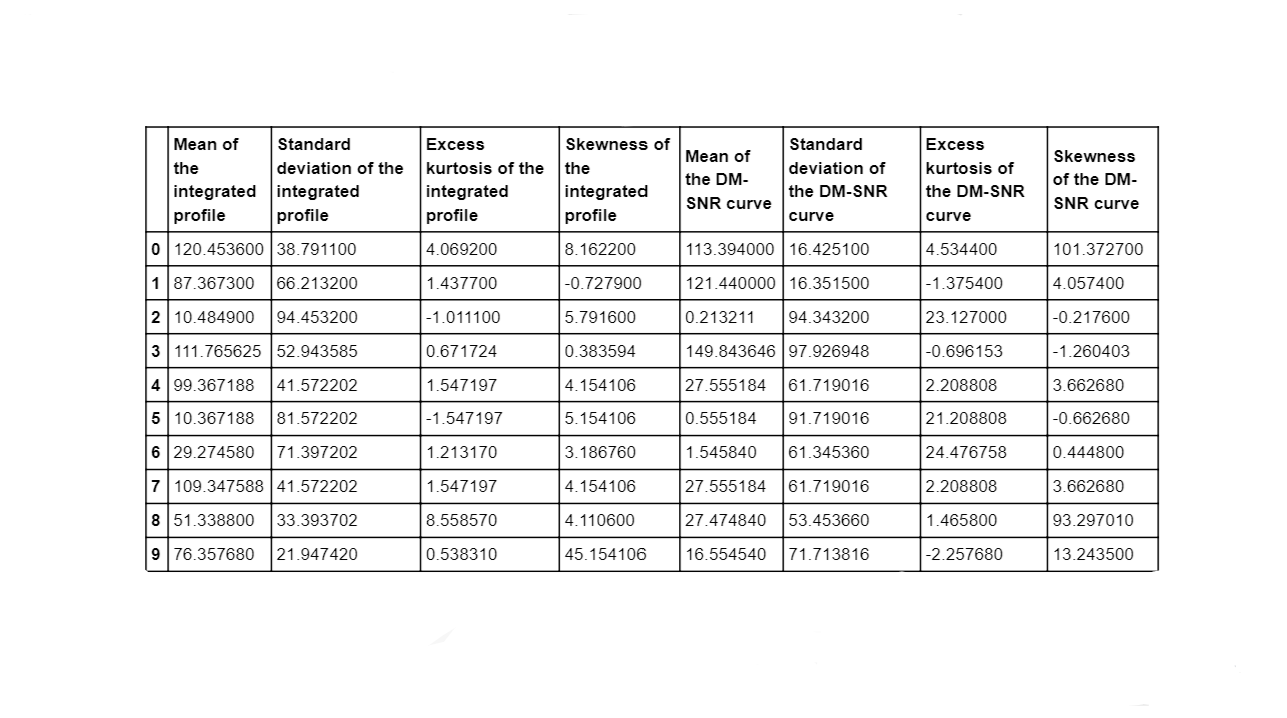 Mean of the integrated profile Standard deviation of the integrated profile Excess kurtosis of the integrated profile Skewness of the integrated profile Mean of the DM-SNR curve Standard deviation of the DM-SNR curve Excess kurtosis of the DM-SNR curve Skewness of the DM-SNR curve
0 120.453600 38.791100 4.069200 8.162200 113.394000 16.425100 4.534400 101.372700
1 87.367300 66.213200 1.437700 -0.727900 121.440000 16.351500 -1.375400 4.057400
2 10.484900 94.453200 -1.011100 5.791600 0.213211 94.343200 23.127000 -0.217600
3 111.765625 52.943585 0.671724 0.383594 149.843646 97.926948 -0.696153 -1.260403
4 99.367188 41.572202 1.547197 4.154106 27.555184 61.719016 2.208808 3.662680
5 10.367188 81.572202 -1.547197 5.154106 0.555184 91.719016 21.208808 -0.662680
6 29.274580 71.397202 1.213170 3.186760 1.545840 61.345360 24.476758 0.444800
7 109.347588 41.572202 1.547197 4.154106 27.555184 61.719016 2.208808 3.662680
8 51.338800 33.393702 8.558570 4.110600 27.474840 53.453660 1.465800 93.297010
9 76.357680 21.947420 0.538310 45.154106 16.554540 71.713816 -2.257680 13.243500